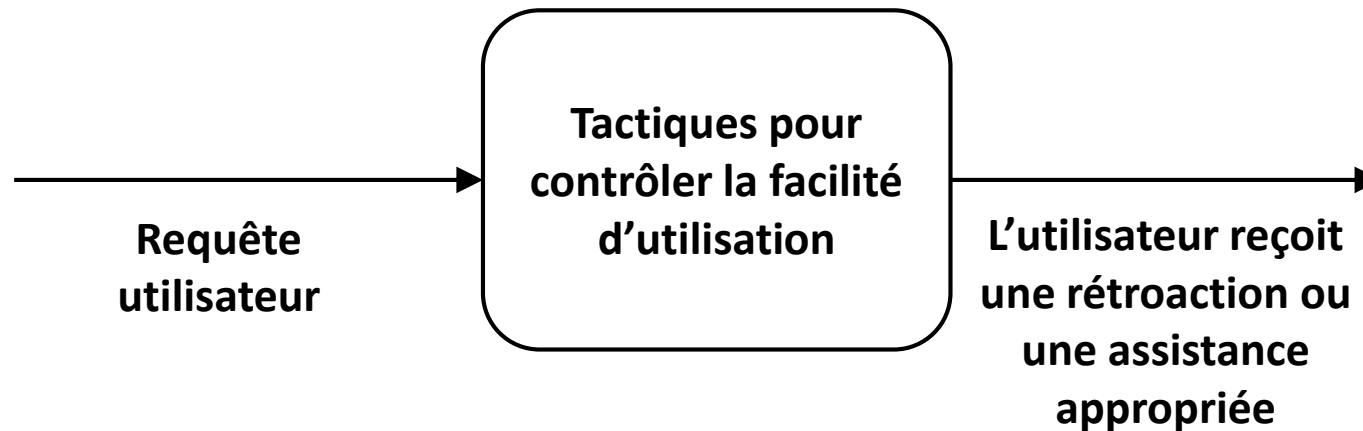 Tactiques pour
contrôler la facilité
d’utilisation
Requête
utilisateur
L’utilisateur reçoit
une rétroaction ou
une assistance
appropriée